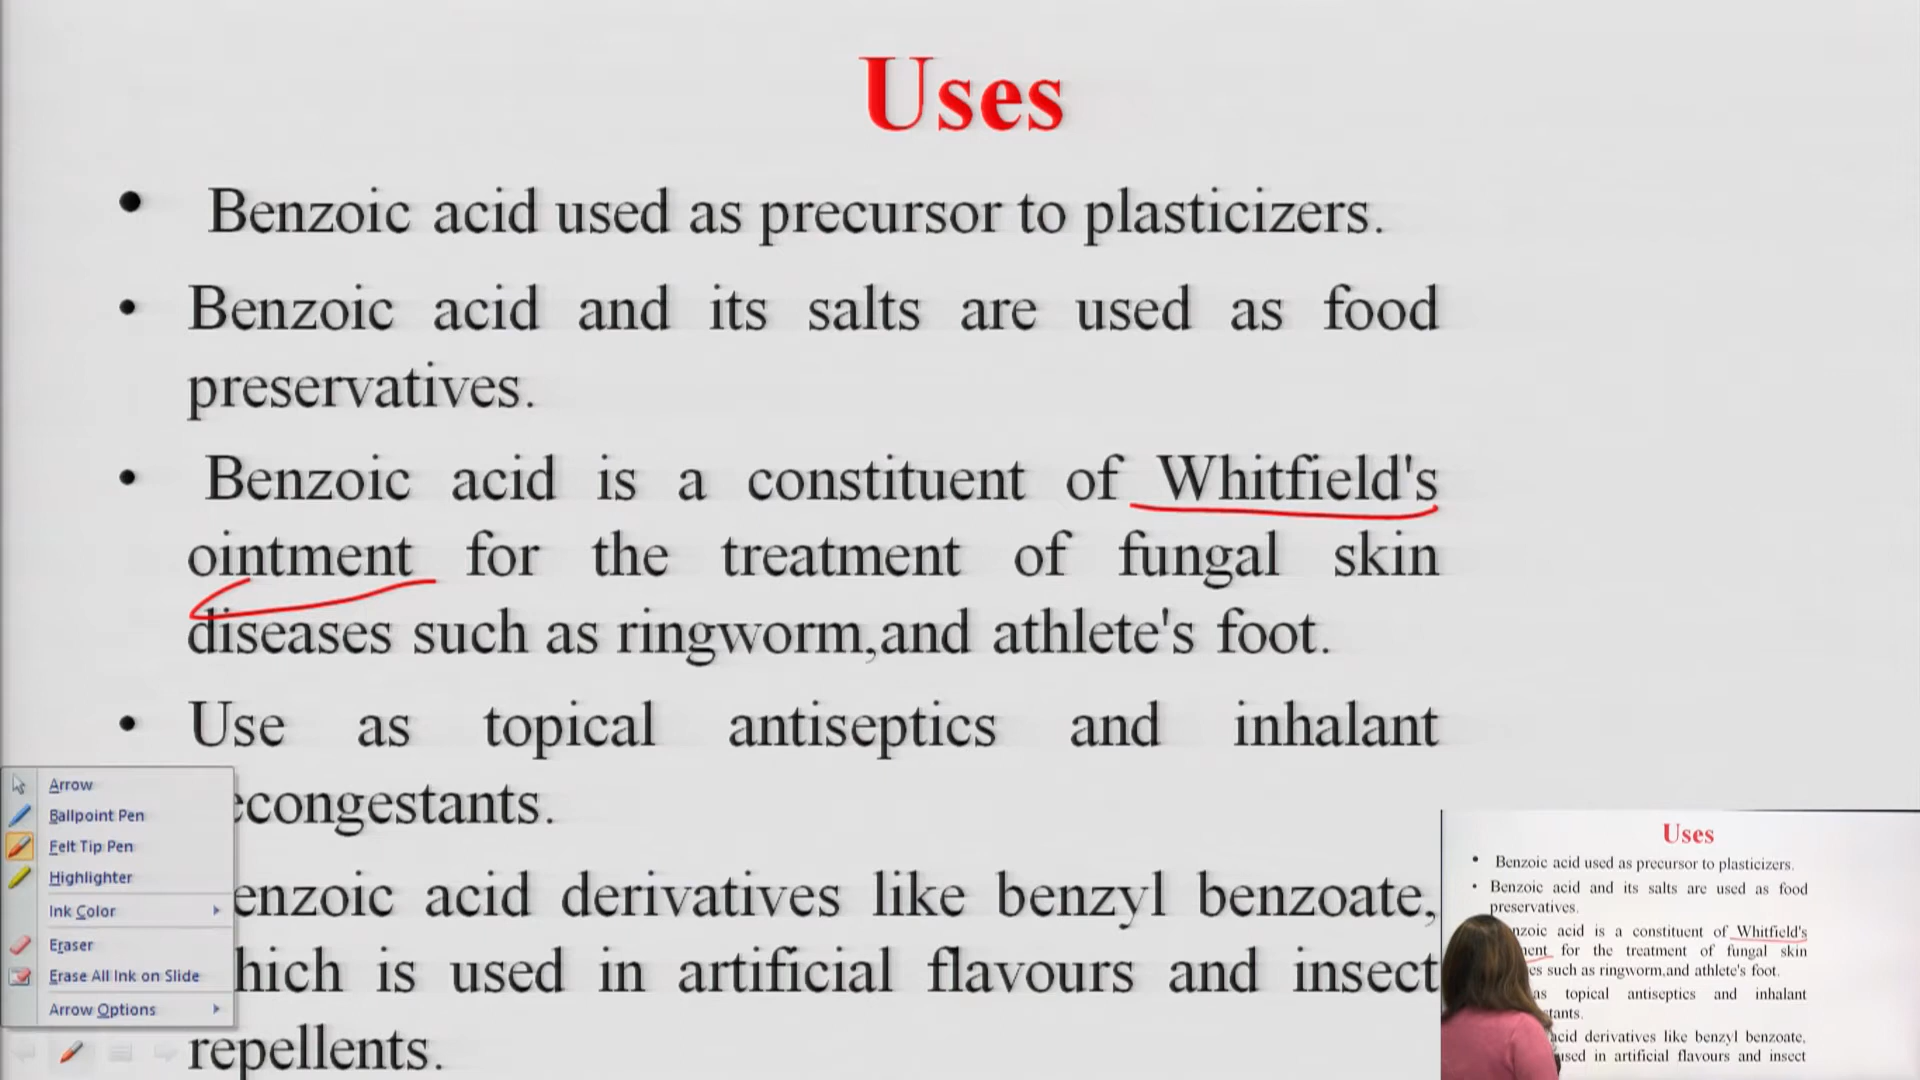 Uses
• Benzoic acid used as precursor to plasticizers.
• Benzoic acid and its salts are used as food
preservatives.
• Benzoic acid is a constituent of Whitfield's
ointment for the treatment of fungal skin
diseases such as ringworm,and athlete's foot.
• Use as topical antiseptics and inhalant
econgestants.
enzoic acid derivatives like benzyl benzoate,
hich is used in artificial flavours and insect
repellents.
Arrow
Ballpoint Pen
Felt Tip Pen
Highlighter
Ink Color
Eraser
Erase All Ink on Slide
Arrow Options
Uses
• Benzoic acid used as precursor to plasticizers.
• Benzoic acid and its salts are used as food
preservatives.
nzoic acid is a constituent of Whitfield's
ent for the treatment of fungal skin
es such as ringworm,and athlete's foot.
as topical antiseptics and inhalant
tants.
acid derivatives like benzyl benzoate,
used in artificial flavours and insect